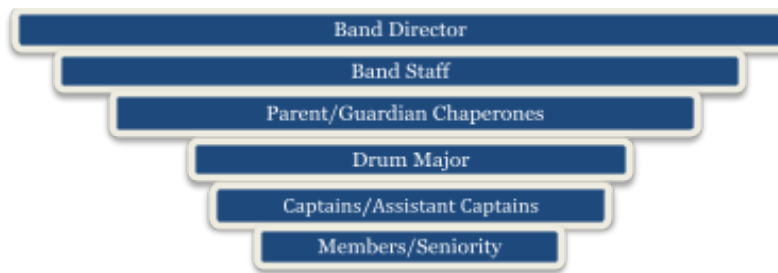 Band Director
Band Staff
Parent/Guardian Chaperones
Drum Major
Captains/Assistant Captains
Members/Seniority